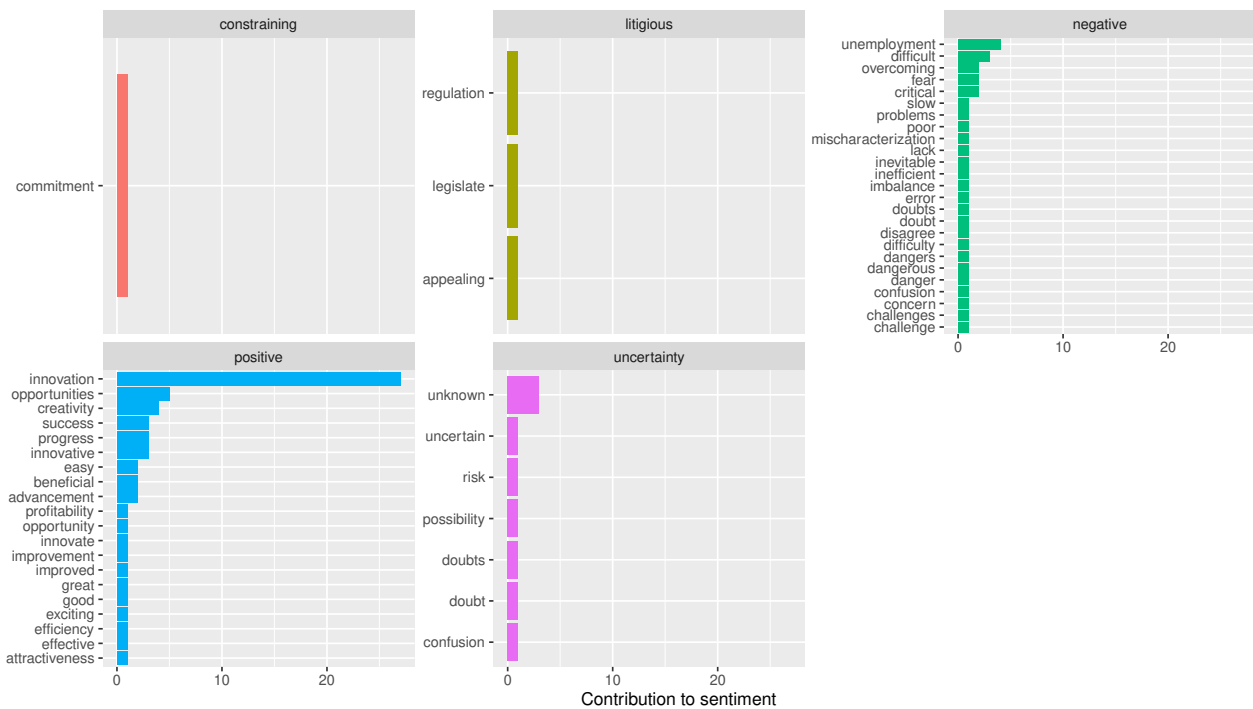 constraining
commitment
litigious
regulation
legislate
appealing
negative
unemployment
difficult
overcoming
fear
critical
slow
problems
poor
mischaracterization
lack
inevitable
inefficient
imbalance
error
doubts
doubt
disagree
difficulty
dangers
dangerous
danger
confusion
concern
challenges
challenge
0 10 20
positive
innovation
opportunities
creativity
success
progress
innovative
easy
beneficial
advancement
profitability
opportunity
innovate
improvement
improved
great
good
exciting
efficiency
effective
attractiveness
0 10 20
uncertainty
unknown
uncertain
risk
possibility
doubts
doubt
confusion
0 10 20
Contribution to sentiment